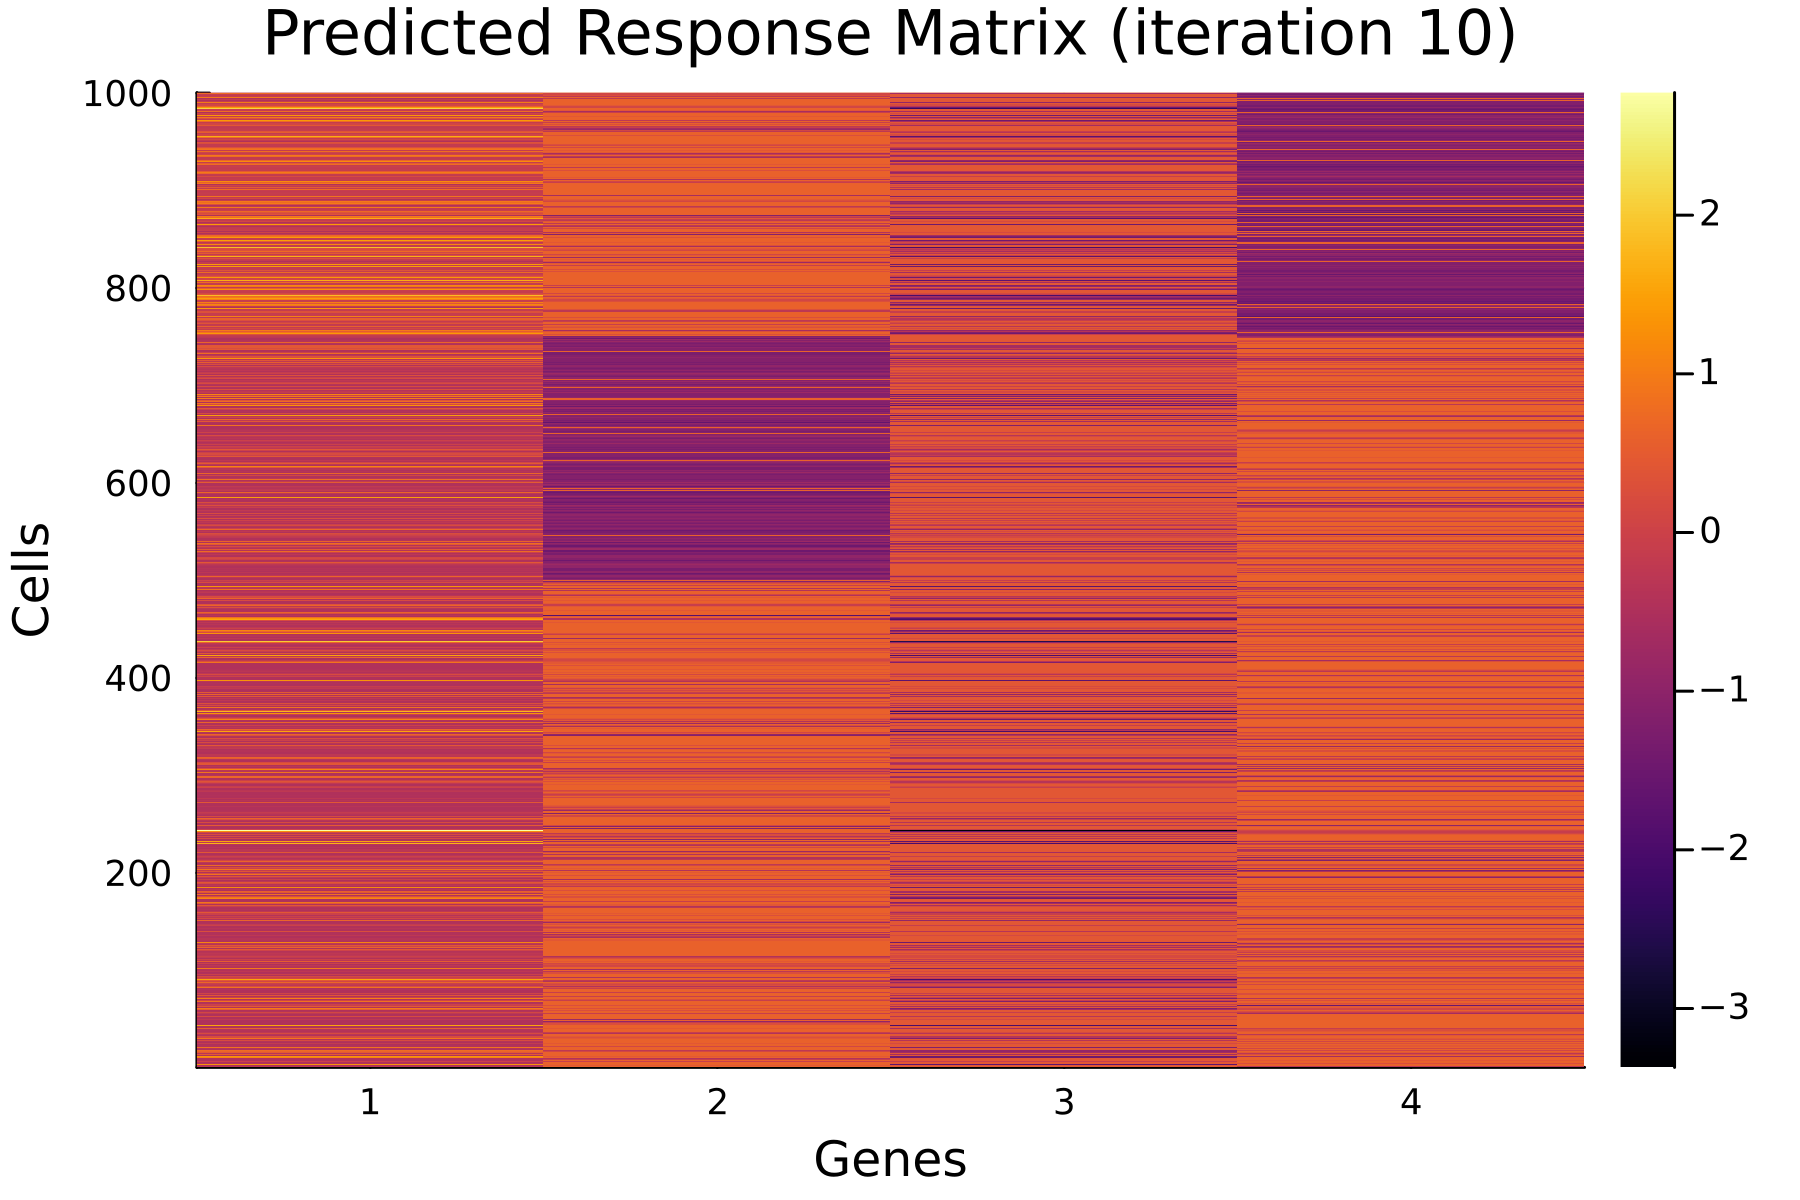 Predicted Response Matrix (iteration 10)
1000
800
600
400
200
Cells
1 2 3 4
Genes
2
1
0
−1
−2
−3